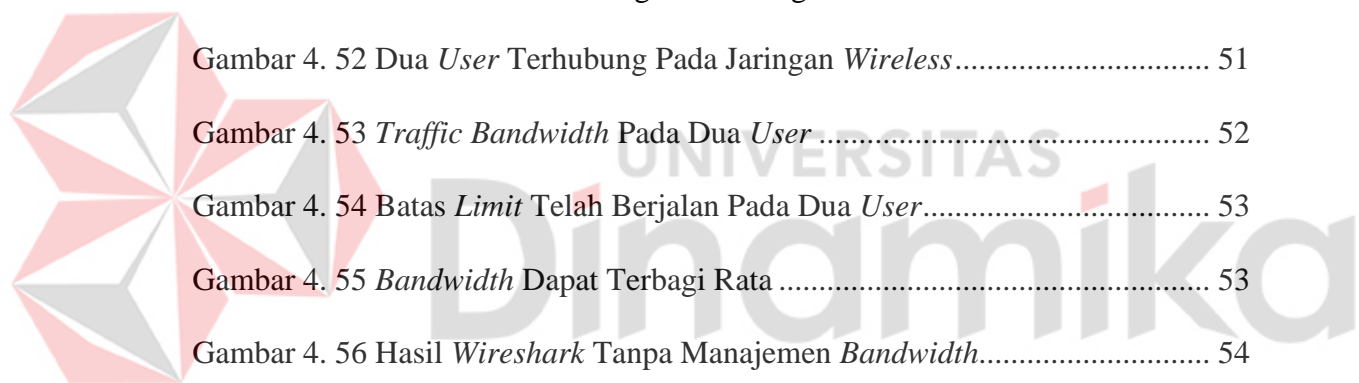 Gambar 4. 52 Dua User Terhubung Pada Jaringan Wireless................................ 51
Gambar 4. 53 Traffic Bandwidth Pada Dua User ................................................. 52
UNIVERSITAS
Gambar 4. 54 Batas Limit Telah Berjalan Pada Dua User.................................... 53
Dinamika
Gambar 4. 55 Bandwidth Dapat Terbagi Rata ...................................................... 53
Gambar 4. 56 Hasil Wireshark Tanpa Manajemen Bandwidth............................. 54